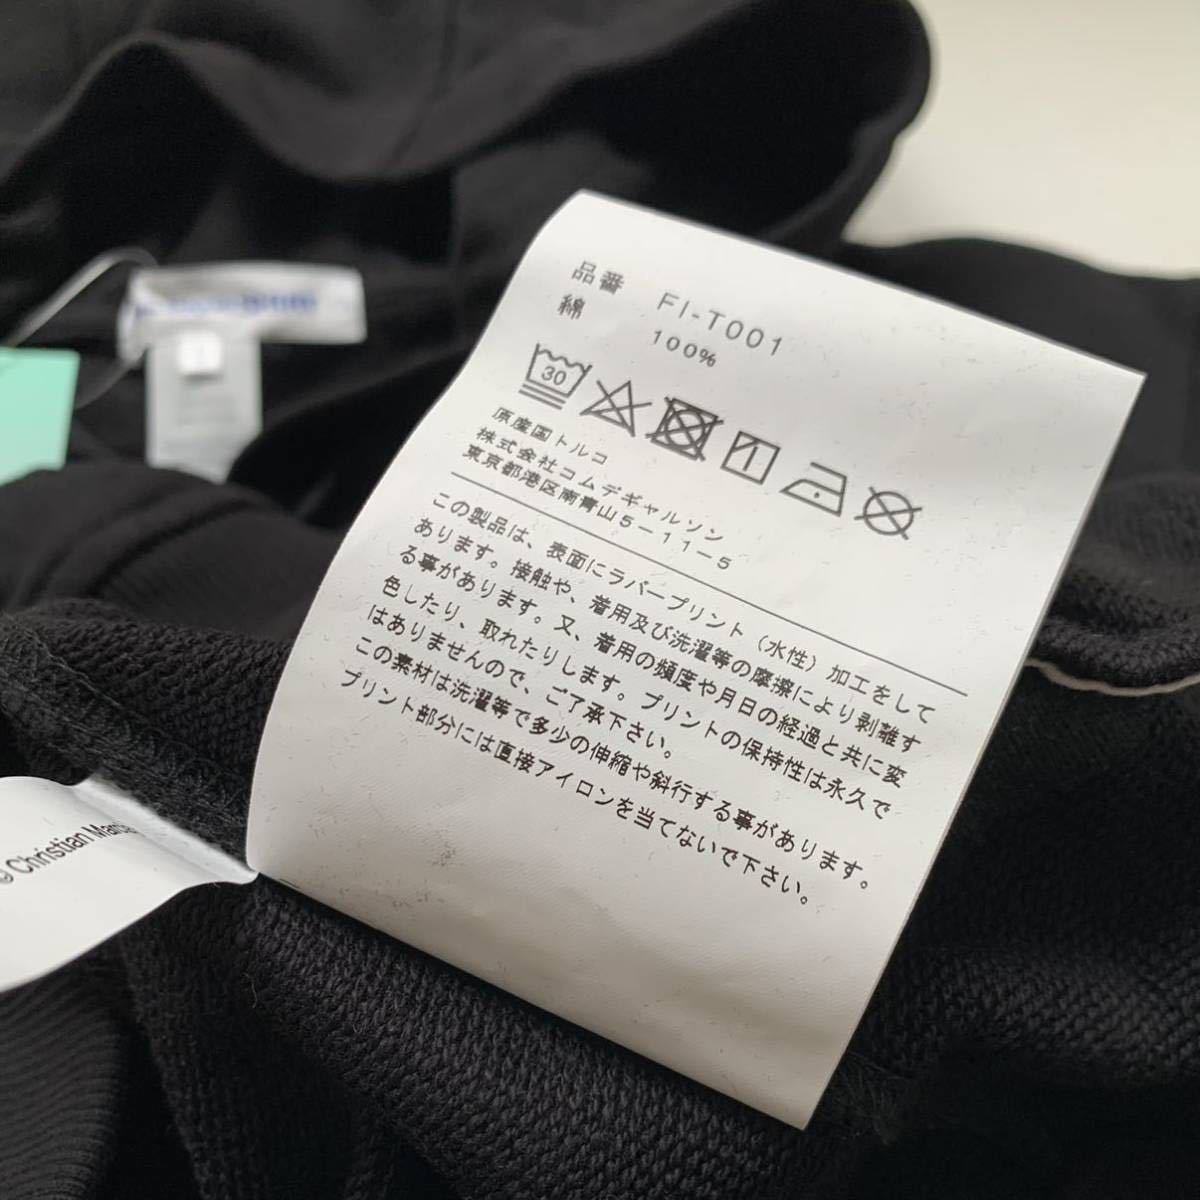 品番 FI-T001
綿 100%
30
原産国トルコ
株式会社コムデギャルソン
東京都港区南青山5-11-5
この製品は、表面にラバープリント(水性)加工をして
あります。接触や、着用及び洗濯等の摩擦により剥離す
る事があります。又、着用の頻度や月日の経過と共に変
色したり、取れたりします。プリントの保持性は永久で
はありませんので、ご了承下さい。
この素材は洗濯等で多少の伸縮や斜行する事があります。
プリント部分には直接アイロンを当てないで下さい。
© Christian